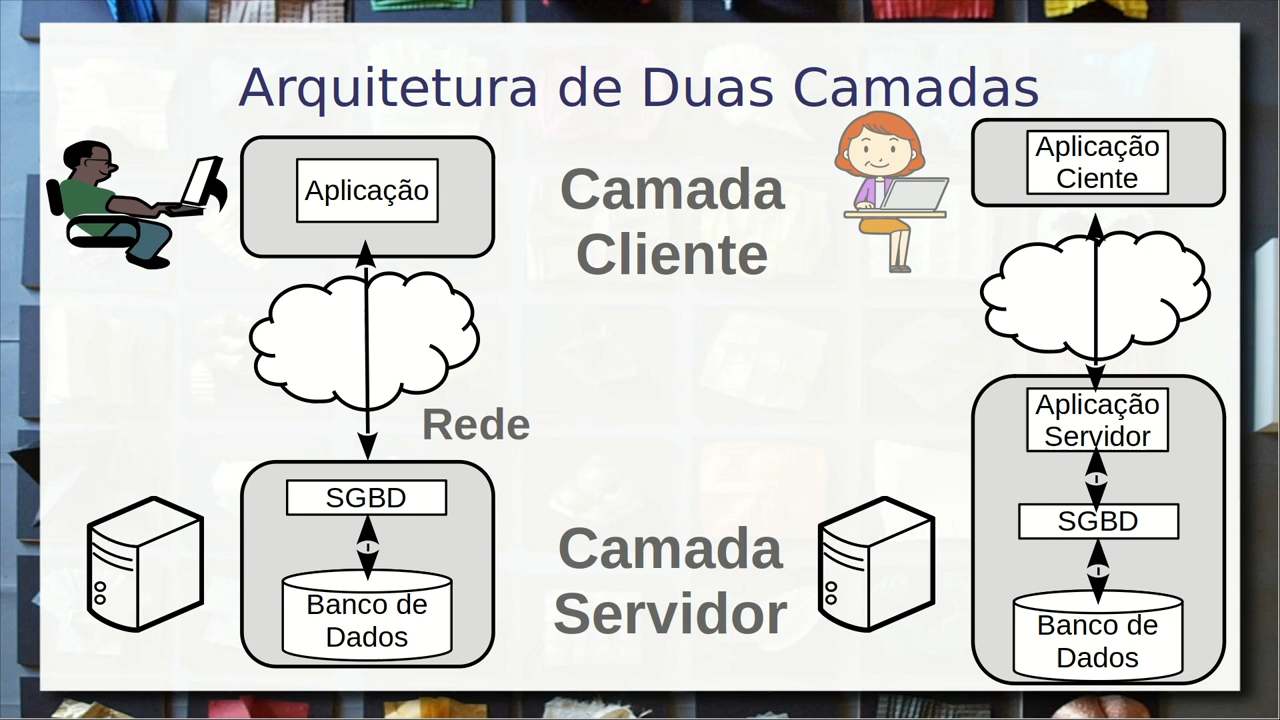 Arquitetura de Duas Camadas
Aplicação
Camada
Cliente
Aplicação
Ciente
Rede
SGBD
Banco de
Dados
Camada
Servidor
Aplicação
Servidor
SGBD
Banco de
Dados